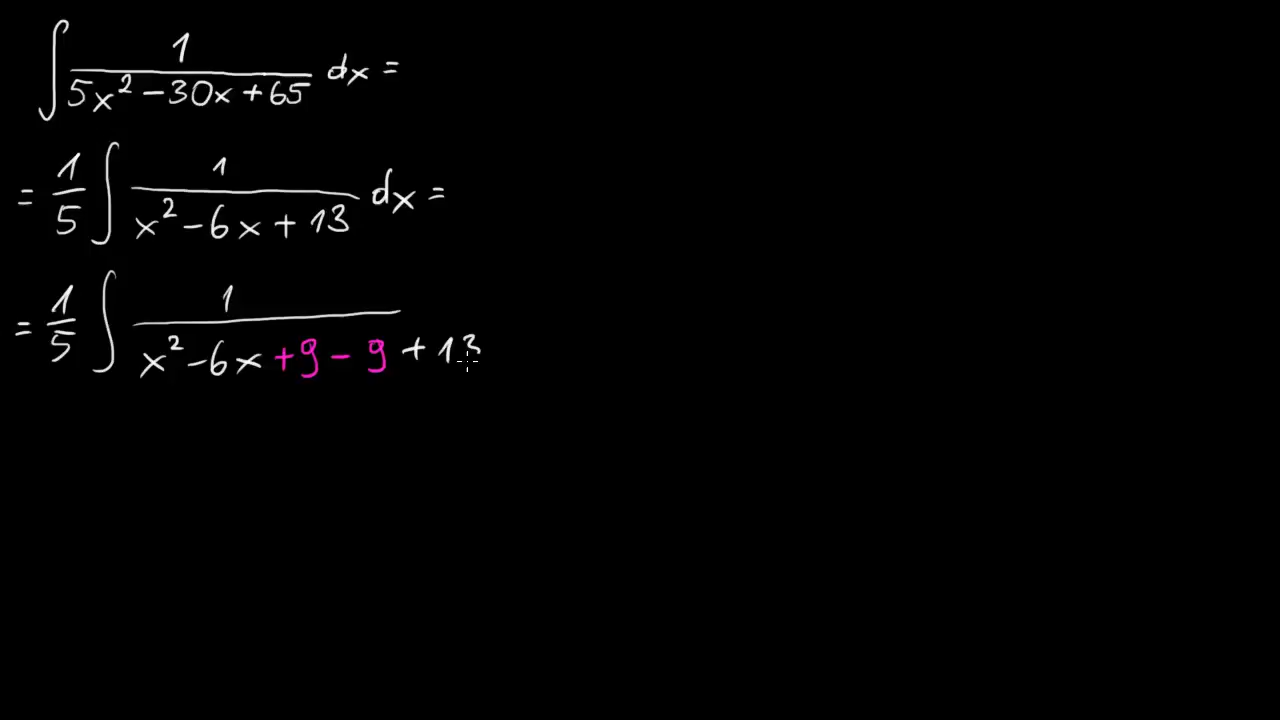 ∫ 1/(5x² - 30x + 65) dx =
= 1/5 ∫ 1/(x² - 6x + 13) dx =
= 1/5 ∫ 1/(x² - 6x + 9 - 9 + 13